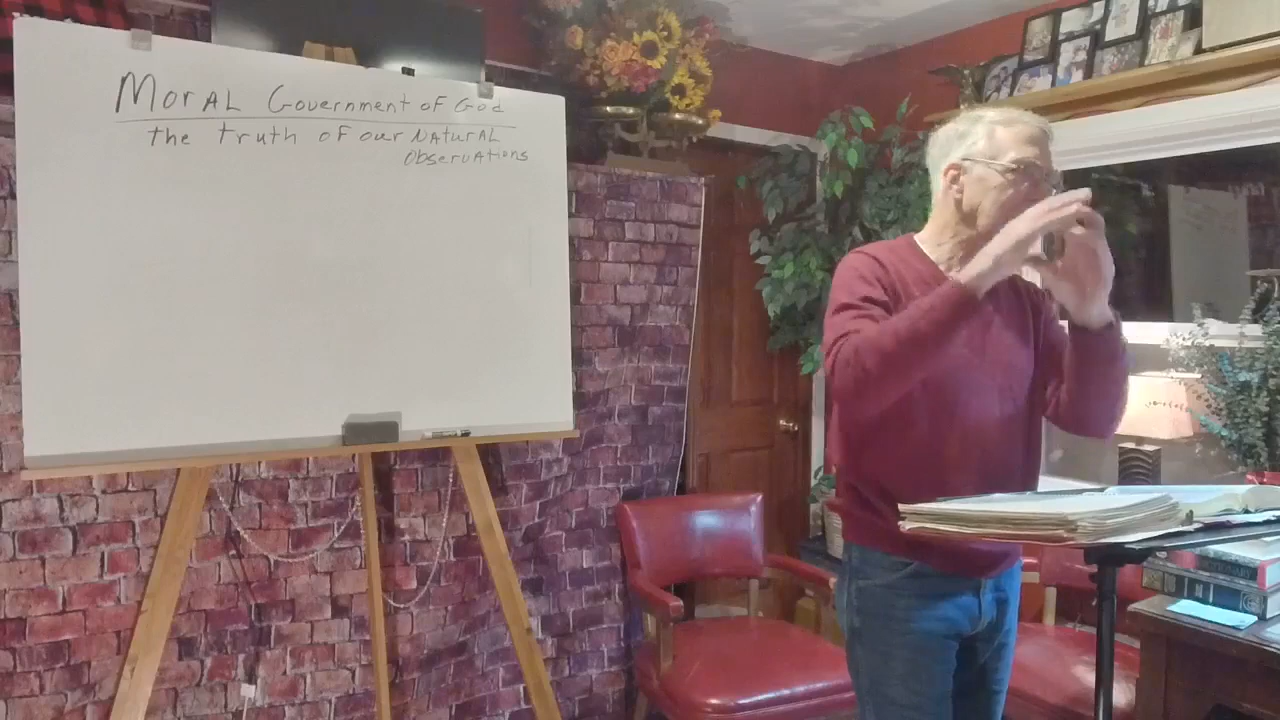 Moral Government of God
the truth of our Natural
Observations